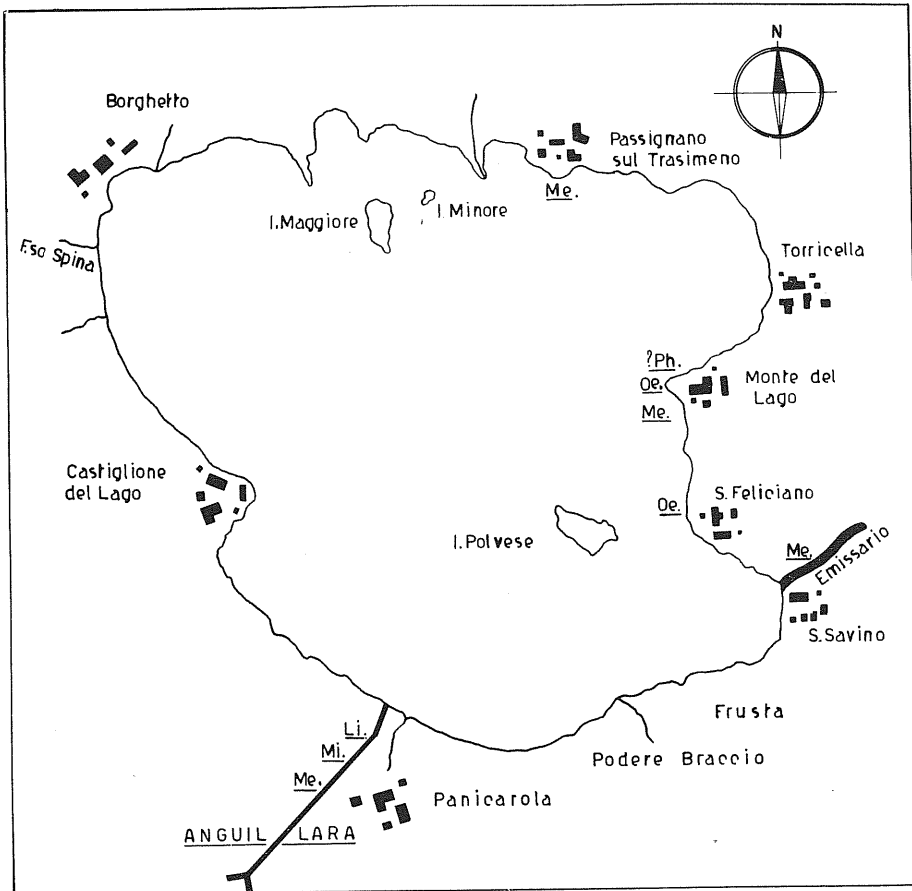 N
Borghetto
Passignano
sul Trasimeno
Me.
I. Maggiore
I. Minore
F.so Spina
Torricella
?Ph.
Oe.
Me.
Monte del
Lago
Castiglione
del Lago
Oe.
S. Feliciano
I. Polvese
Me.
Emissario
S. Savino
Li.
Mi.
Me.
Frusta
Podere Braccio
Panicarola
ANGUIL LARA